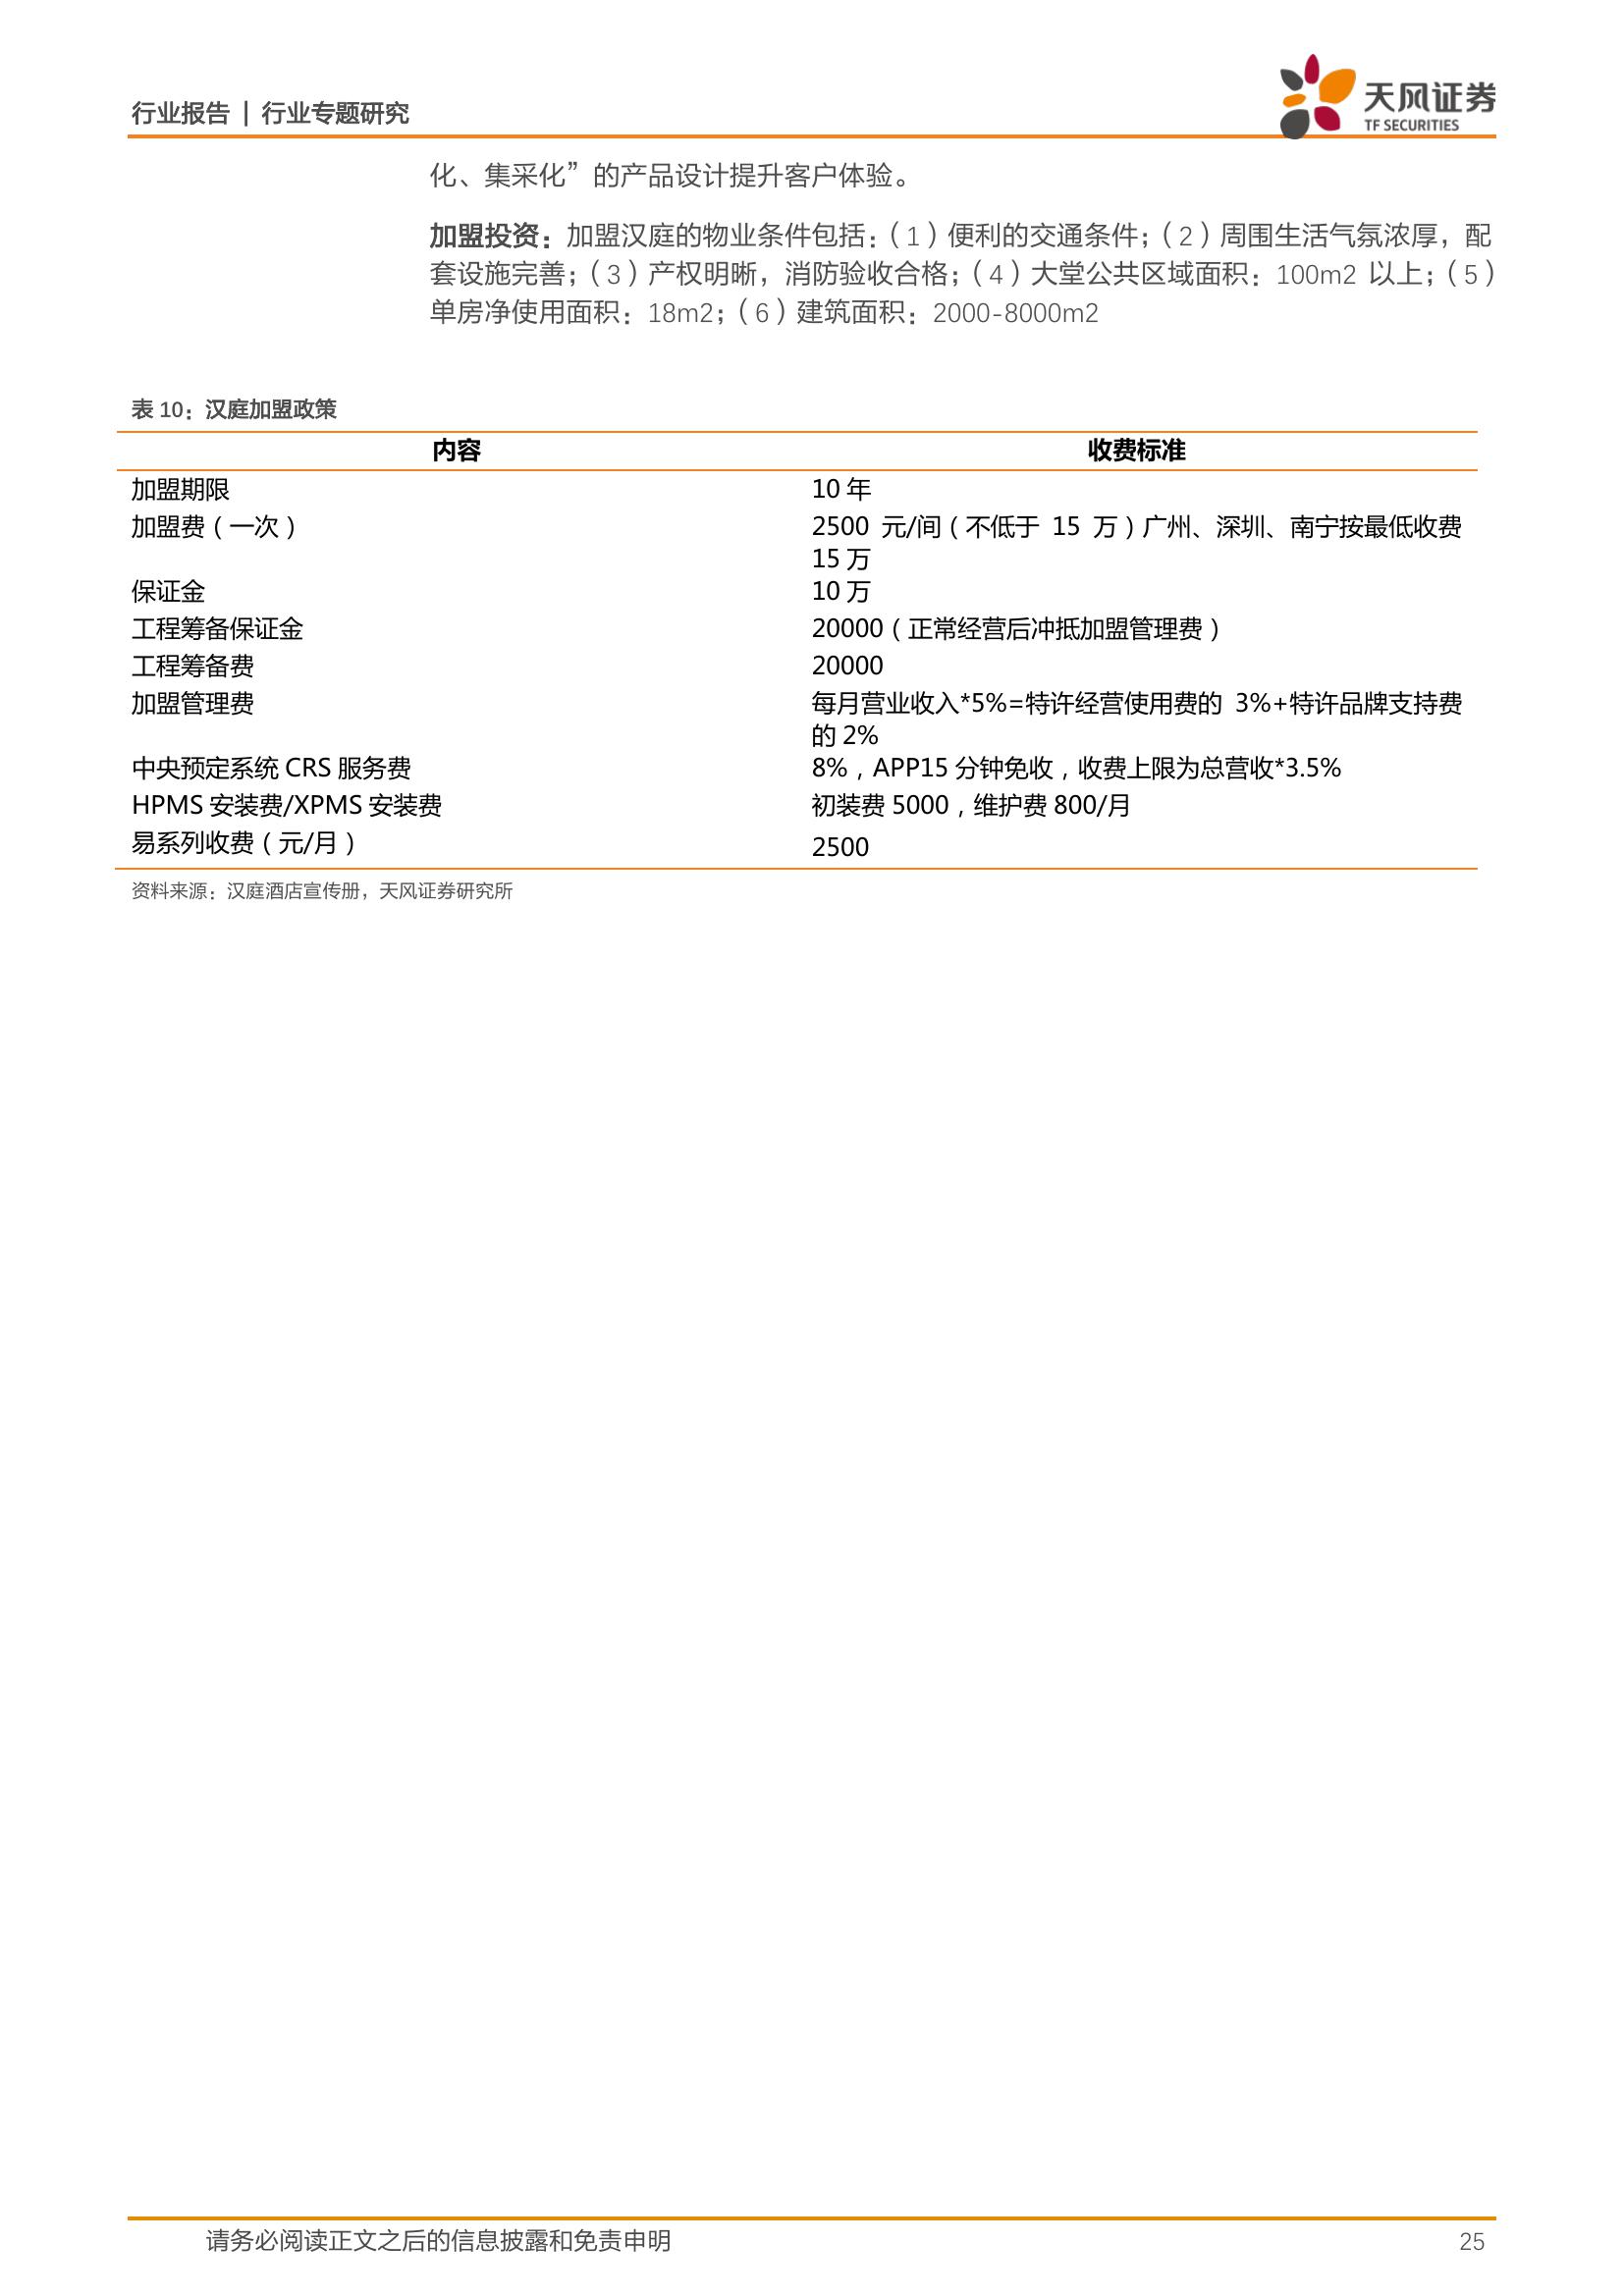 行业报告 | 行业专题研究
天风证券
TF SECURITIES
化、集采化”的产品设计提升客户体验。
加盟投资：加盟汉庭的物业条件包括：（1）便利的交通条件；（2）周围生活气氛浓厚，配
套设施完善；（3）产权明晰，消防验收合格；（4）大堂公共区域面积：100m2 以上；（5）
单房净使用面积：18m2；（6）建筑面积：2000-8000m2
表 10：汉庭加盟政策
内容 收费标准
加盟期限 10 年
加盟费（一次） 2500 元/间（不低于 15 万）广州、深圳、南宁按最低收费
15 万
保证金 10 万
工程筹备保证金 20000（正常经营后冲抵加盟管理费）
工程筹备费 20000
加盟管理费 每月营业收入*5%=特许经营使用费的 3%+特许品牌支持费
的 2%
中央预定系统 CRS 服务费 8%，APP15 分钟免收，收费上限为总营收*3.5%
HPMS 安装费/XPMS 安装费 初装费 5000，维护费 800/月
易系列收费（元/月） 2500
资料来源：汉庭酒店宣传册，天风证券研究所
请务必阅读正文之后的信息披露和免责申明 25